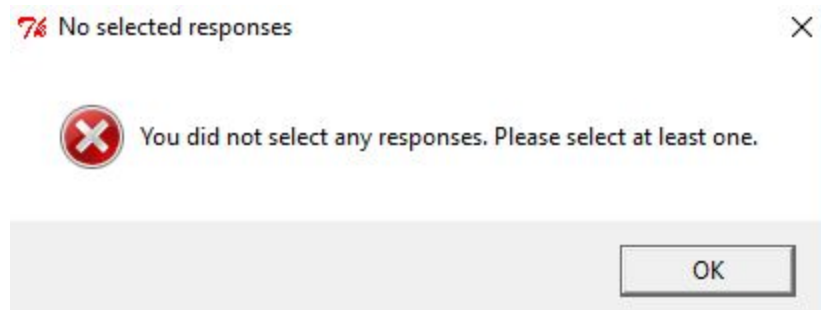 No selected responses
You did not select any responses. Please select at least one.
OK